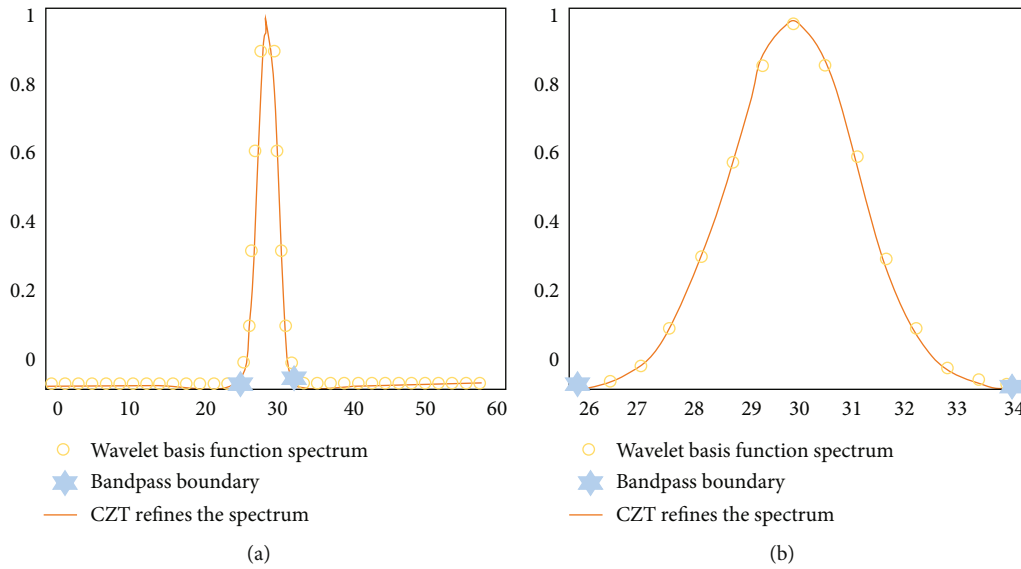 1
0.8
0.6
0.4
0.2
0
0 10 20 30 40 50 60
Wavelet basis function spectrum
Bandpass boundary
CZT refines the spectrum
(a)
1
0.8
0.6
0.4
0.2
0
26 27 28 29 30 31 32 33 34
Wavelet basis function spectrum
Bandpass boundary
CZT refines the spectrum
(b)